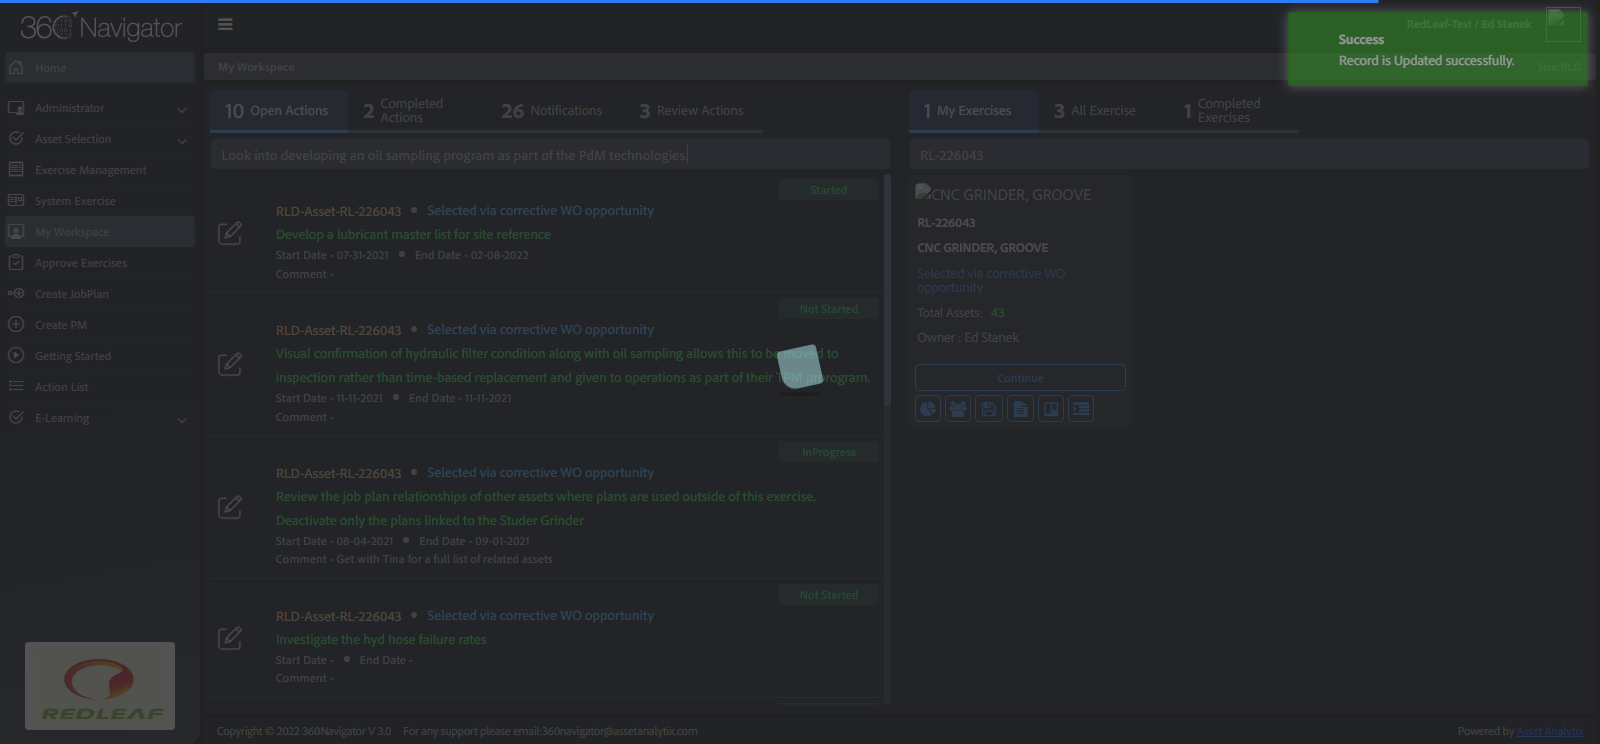 360 Navigator
RedLeaf-Test / Ed Stanek
Success
Record is Updated successfully.
Home
My Workspace
Site: RLD
Administrator
Asset Selection
Exercise Management
System Exercise
My Workspace
Approve Exercises
Create JobPlan
Create PM
Getting Started
Action List
E-Learning
REDLEAF
10 Open Actions
2 Completed Actions
26 Notifications
3 Review Actions
Look into developing an oil sampling program as part of the PdM technologies.
Started
RLD-Asset-RL-226043 • Selected via corrective WO opportunity
Develop a lubricant master list for site reference
Start Date - 07-31-2021 • End Date - 02-08-2022
Comment -
Not Started
RLD-Asset-RL-226043 • Selected via corrective WO opportunity
Visual confirmation of hydraulic filter condition along with oil sampling allows this to be moved to
inspection rather than time-based replacement and given to operations as part of their TPM prorogram.
Start Date - 11-11-2021 • End Date - 11-11-2021
Comment -
InProgress
RLD-Asset-RL-226043 • Selected via corrective WO opportunity
Review the job plan relationships of other assets where plans are used outside of this exercise.
Deactivate only the plans linked to the Studer Grinder
Start Date - 08-04-2021 • End Date - 09-01-2021
Comment - Get with Tina for a full list of related assets
Not Started
RLD-Asset-RL-226043 • Selected via corrective WO opportunity
Investigate the hyd hose failure rates
Start Date - • End Date -
Comment -
1 My Exercises
3 All Exercise
1 Completed Exercises
RL-226043
CNC GRINDER, GROOVE
RL-226043
CNC GRINDER, GROOVE
Selected via corrective WO
opportunity
Total Assets: 43
Owner : Ed Stanek
Continue
Copyright © 2022 360Navigator V 3.0 For any support please email:360navigator@assetanalytix.com
Powered by Asset Analytix